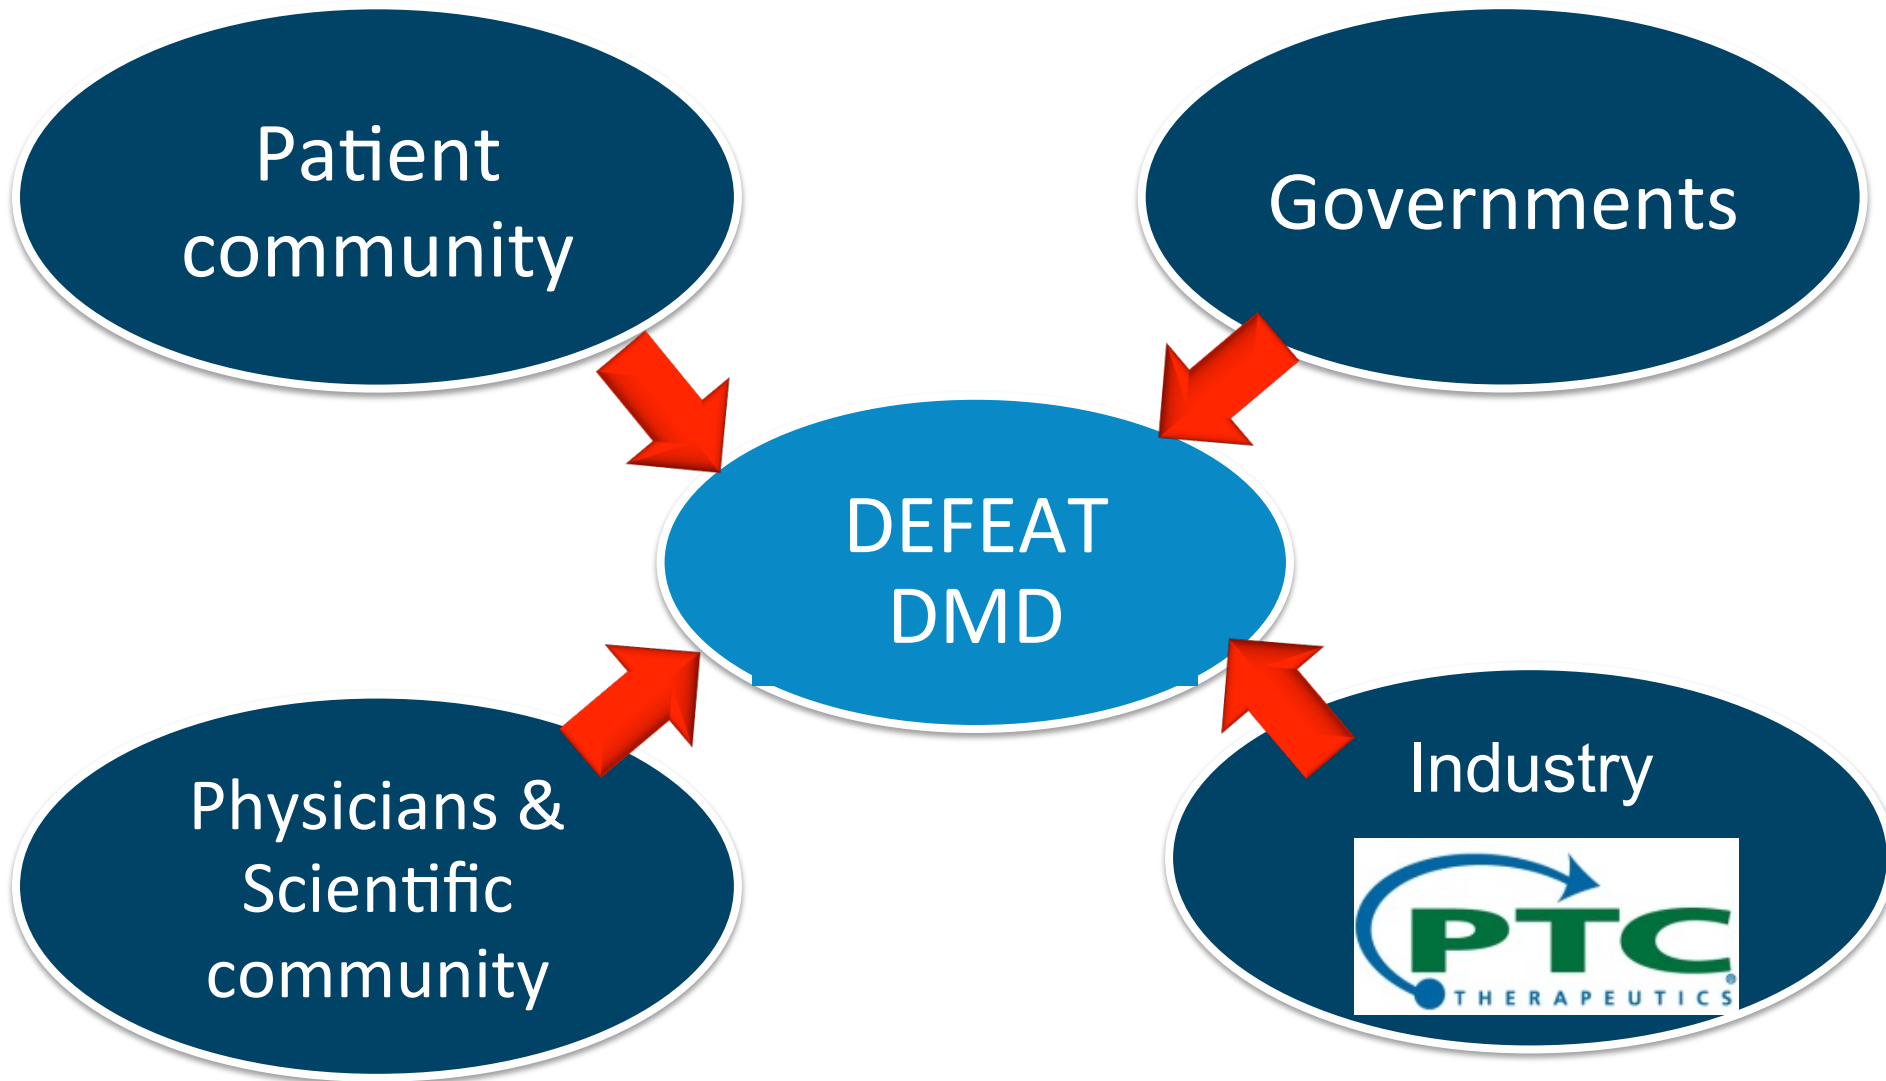 Patient
community
Governments
DEFEAT
DMD
Physicians &
Scientific
community
Industry
PTC
THERAPEUTICS